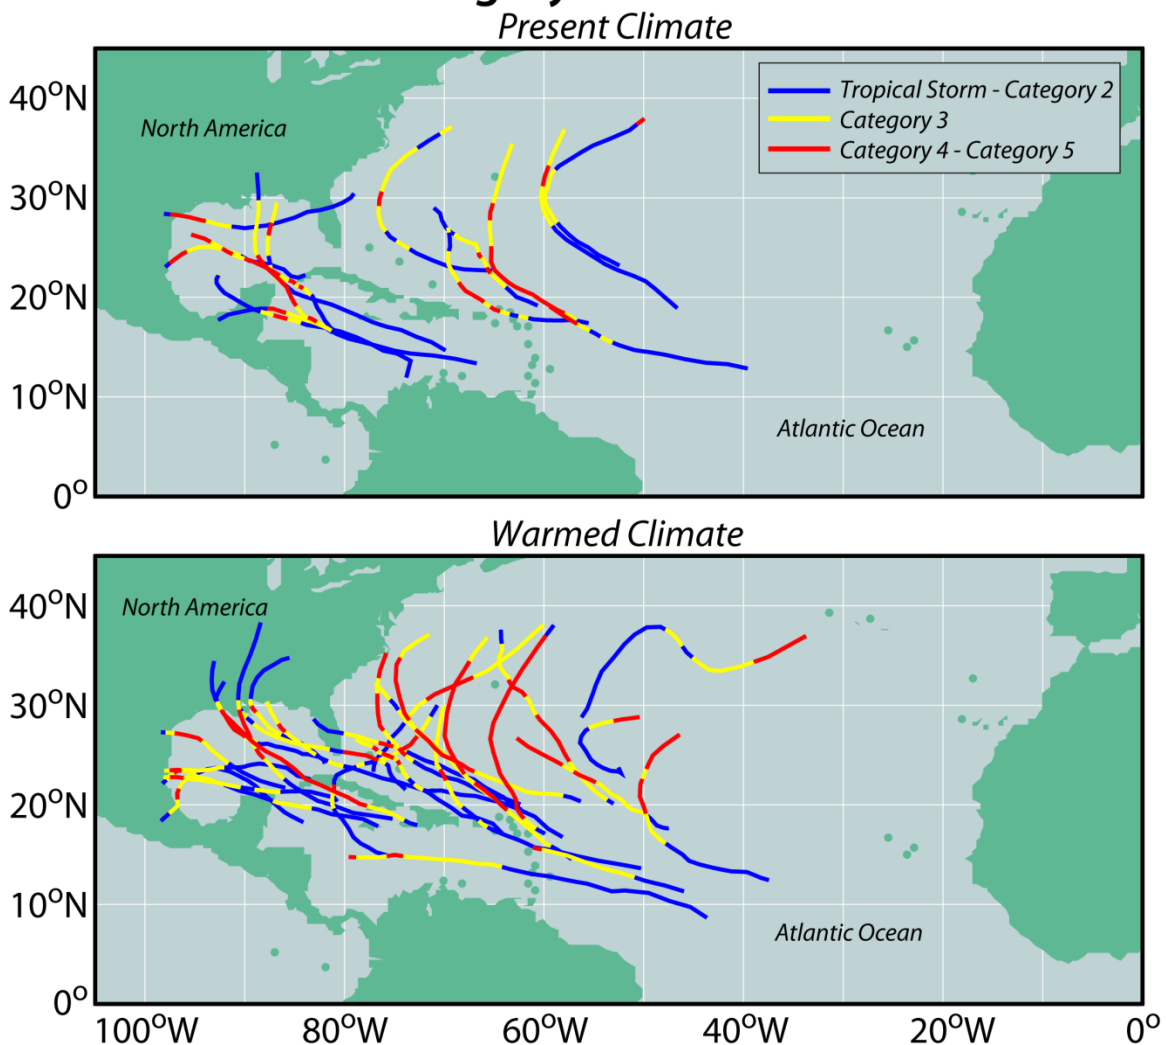 Present Climate
40°N
North America
Tropical Storm - Category 2
Category 3
Category 4 - Category 5
30°N
20°N
10°N
Atlantic Ocean
0°
Warmed Climate
40°N
North America
30°N
20°N
10°N
Atlantic Ocean
0°
100°W 80°W 60°W 40°W 20°W 0°